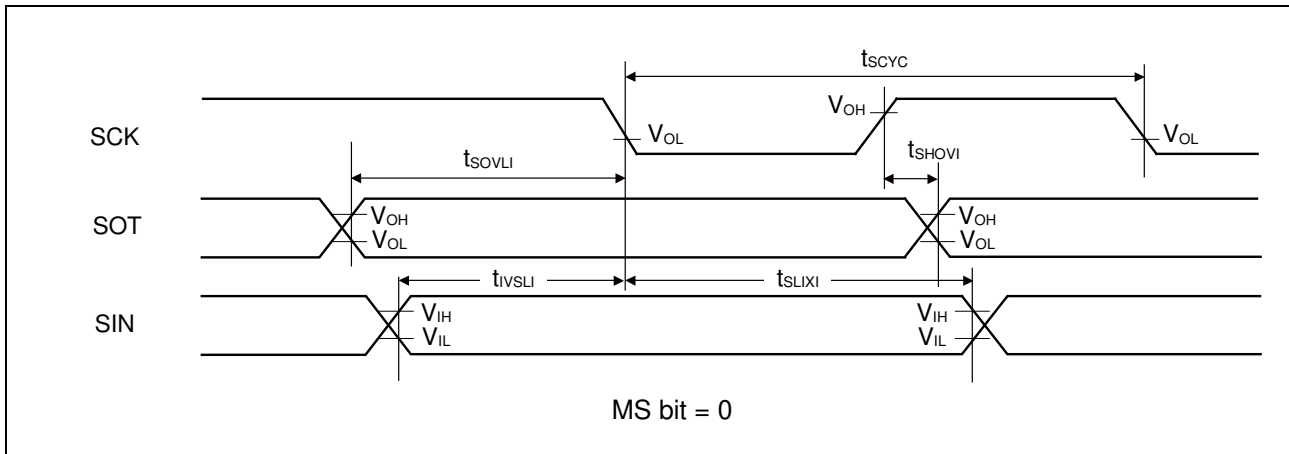 tSCYC
VOH
SCK
VOL
VOL
tSHOVI
tSOVLI
VOH
VOH
SOT
VOL
VOL
tIVSLI
tSLIXI
VIH
VIH
SIN
VIL
VIL
MS bit = 0